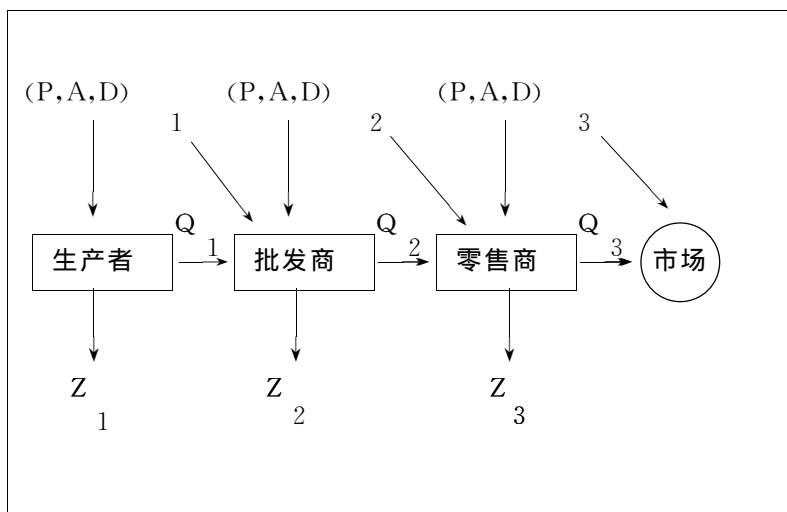 (P,A,D) (P,A,D) (P,A,D)
1 2 3
Q Q Q
生产者 1 批发商 2 零售商 3 市场
Z Z Z
1 2 3